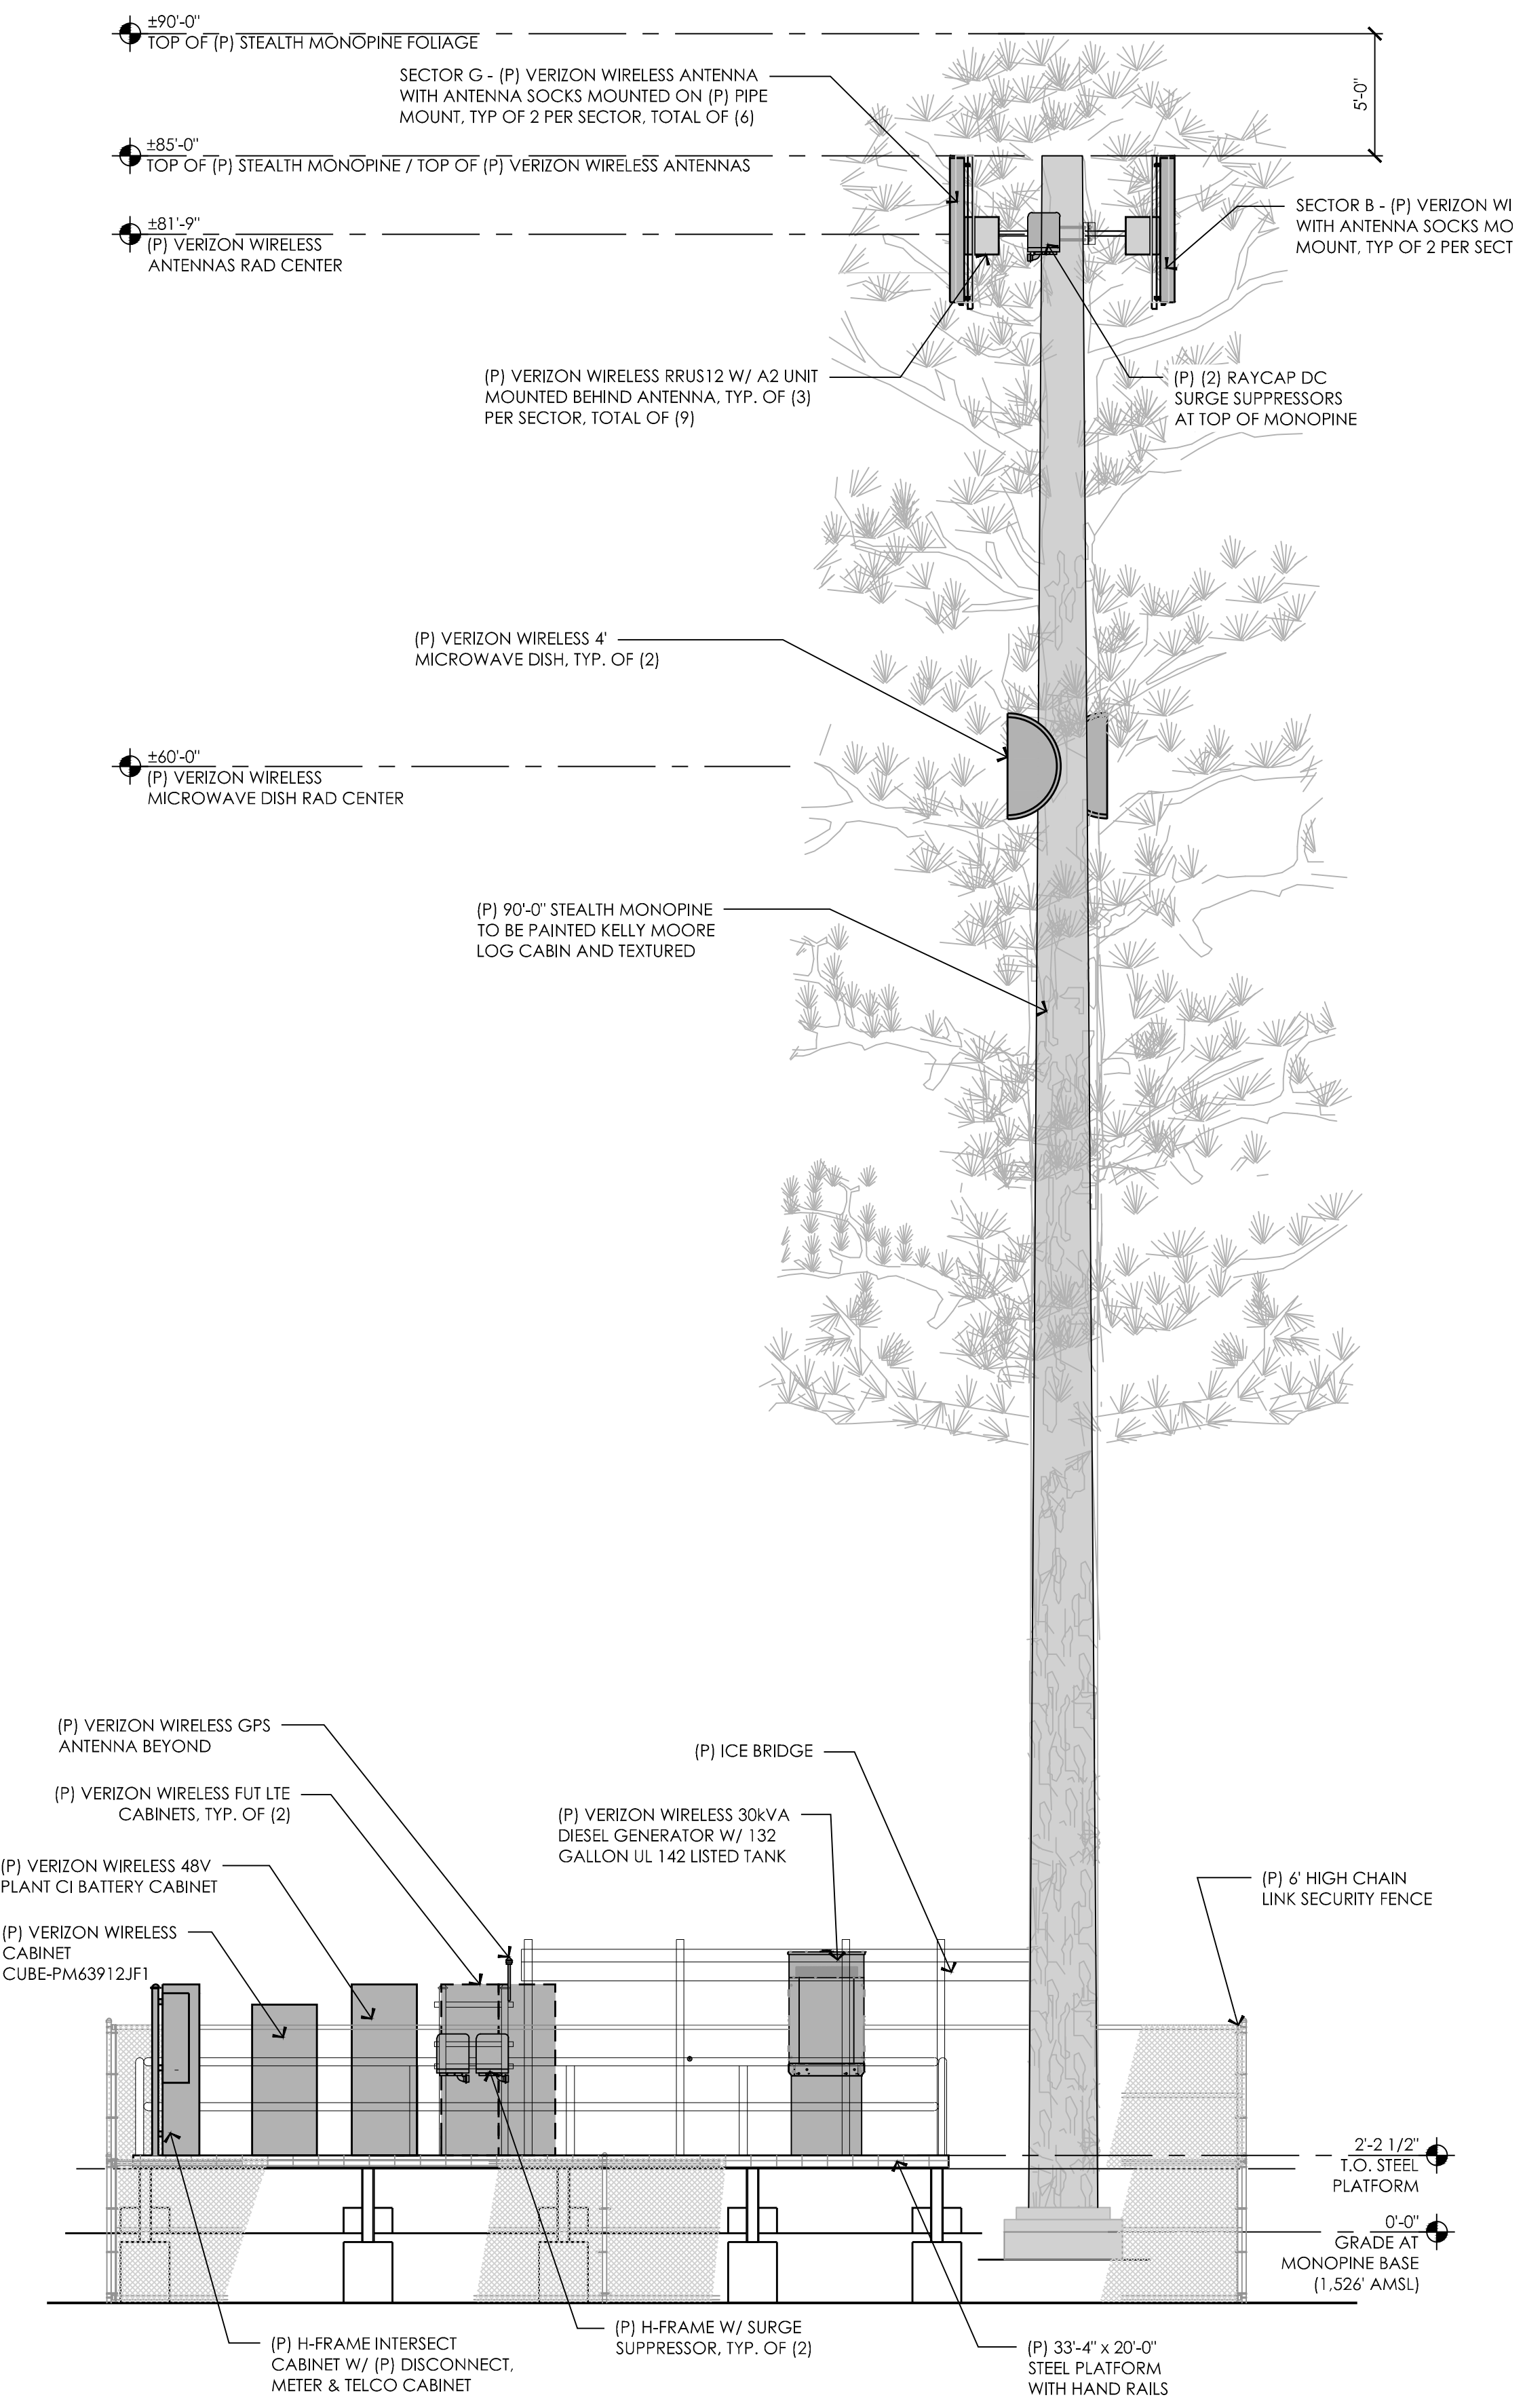 ±90'-0"
TOP OF (P) STEALTH MONOPINE FOLIAGE
SECTOR G - (P) VERIZON WIRELESS ANTENNA
WITH ANTENNA SOCKS MOUNTED ON (P) PIPE
MOUNT, TYP OF 2 PER SECTOR, TOTAL OF (6)
5'-0"
±85'-0"
TOP OF (P) STEALTH MONOPINE / TOP OF (P) VERIZON WIRELESS ANTENNAS
±81'-9"
(P) VERIZON WIRELESS
ANTENNAS RAD CENTER
SECTOR B - (P) VERIZON WI
WITH ANTENNA SOCKS MO
MOUNT, TYP OF 2 PER SECT
(P) VERIZON WIRELESS RRUS12 W/ A2 UNIT
MOUNTED BEHIND ANTENNA, TYP. OF (3)
PER SECTOR, TOTAL OF (9)
(P) (2) RAYCAP DC
SURGE SUPPRESSORS
AT TOP OF MONOPINE
(P) VERIZON WIRELESS 4'
MICROWAVE DISH, TYP. OF (2)
±60'-0"
(P) VERIZON WIRELESS
MICROWAVE DISH RAD CENTER
(P) 90'-0" STEALTH MONOPINE
TO BE PAINTED KELLY MOORE
LOG CABIN AND TEXTURED
(P) VERIZON WIRELESS GPS
ANTENNA BEYOND
(P) ICE BRIDGE
(P) VERIZON WIRELESS FUT LTE
CABINETS, TYP. OF (2)
(P) VERIZON WIRELESS 30kVA
DIESEL GENERATOR W/ 132
GALLON UL 142 LISTED TANK
(P) VERIZON WIRELESS 48V
PLANT CI BATTERY CABINET
(P) 6' HIGH CHAIN
LINK SECURITY FENCE
(P) VERIZON WIRELESS
CABINET
CUBE-PM63912JF1
2'-2 1/2"
T.O. STEEL
PLATFORM
0'-0"
GRADE AT
MONOPINE BASE
(1,526' AMSL)
(P) H-FRAME INTERSECT
CABINET W/ (P) DISCONNECT,
METER & TELCO CABINET
(P) H-FRAME W/ SURGE
SUPPRESSOR, TYP. OF (2)
(P) 33'-4" x 20'-0"
STEEL PLATFORM
WITH HAND RAILS